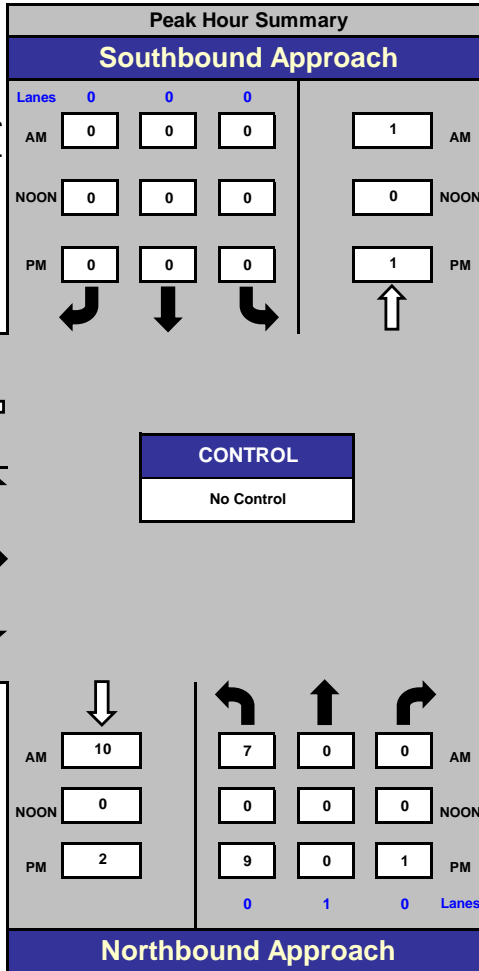 Peak Hour Summary
Southbound Approach
Lanes 0 0 0
AM 0 0 0 1 AM
NOON 0 0 0 0 NOON
PM 0 0 0 1 PM
CONTROL
No Control
AM 10 7 0 0 AM
NOON 0 0 0 0 NOON
PM 2 9 0 1 PM
0 1 0 Lanes
Northbound Approach